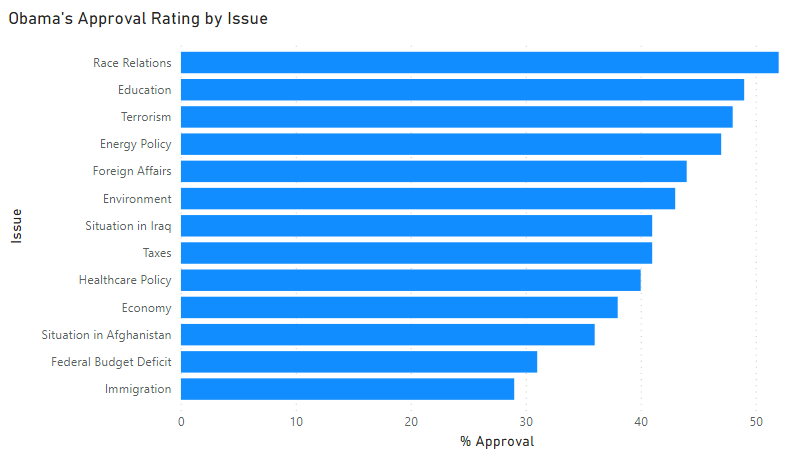 Obama's Approval Rating by Issue
Issue
Race Relations
Education
Terrorism
Energy Policy
Foreign Affairs
Environment
Situation in Iraq
Taxes
Healthcare Policy
Economy
Situation in Afghanistan
Federal Budget Deficit
Immigration
0 10 20 30 40 50
% Approval